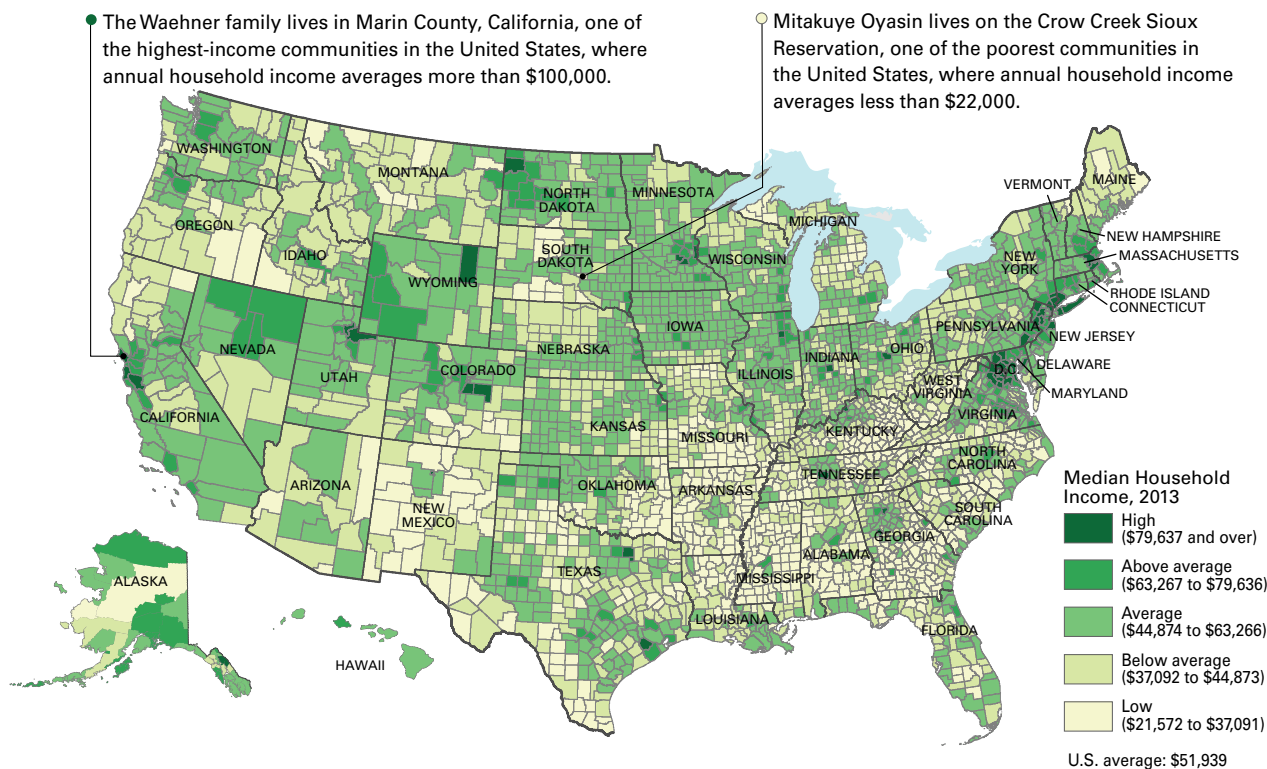 The Waehner family lives in Marin County, California, one of
the highest-income communities in the United States, where
annual household income averages more than $100,000.
Mitakuye Oyasin lives on the Crow Creek Sioux
Reservation, one of the poorest communities in
the United States, where annual household income
averages less than $22,000.
WASHINGTON
MONTANA
NORTH
DAKOTA
MINNESOTA
VERMONT
MAINE
OREGON
IDAHO
SOUTH
DAKOTA
WISCONSIN
MICHIGAN
NEW
YORK
NEW HAMPSHIRE
MASSACHUSETTS
RHODE ISLAND
CONNECTICUT
WYOMING
IOWA
PENNSYLVANIA
NEW JERSEY
NEVADA
NEBRASKA
INDIANA
OHIO
DELAWARE
UTAH
COLORADO
ILLINOIS
D.C.
WEST
VIRGINIA
MARYLAND
CALIFORNIA
KANSAS
MISSOURI
KENTUCKY
VIRGINIA
ARIZONA
NEW
MEXICO
OKLAHOMA
ARKANSAS
TENNESSEE
NORTH
CAROLINA
SOUTH
CAROLINA
GEORGIA
ALABAMA
MISSISSIPPI
TEXAS
LOUISIANA
FLORIDA
ALASKA
HAWAII
Median Household
Income, 2013
High
($79,637 and over)
Above average
($63,267 to $79,636)
Average
($44,874 to $63,266)
Below average
($37,092 to $44,873)
Low
($21,572 to $37,091)
U.S. average: $51,939